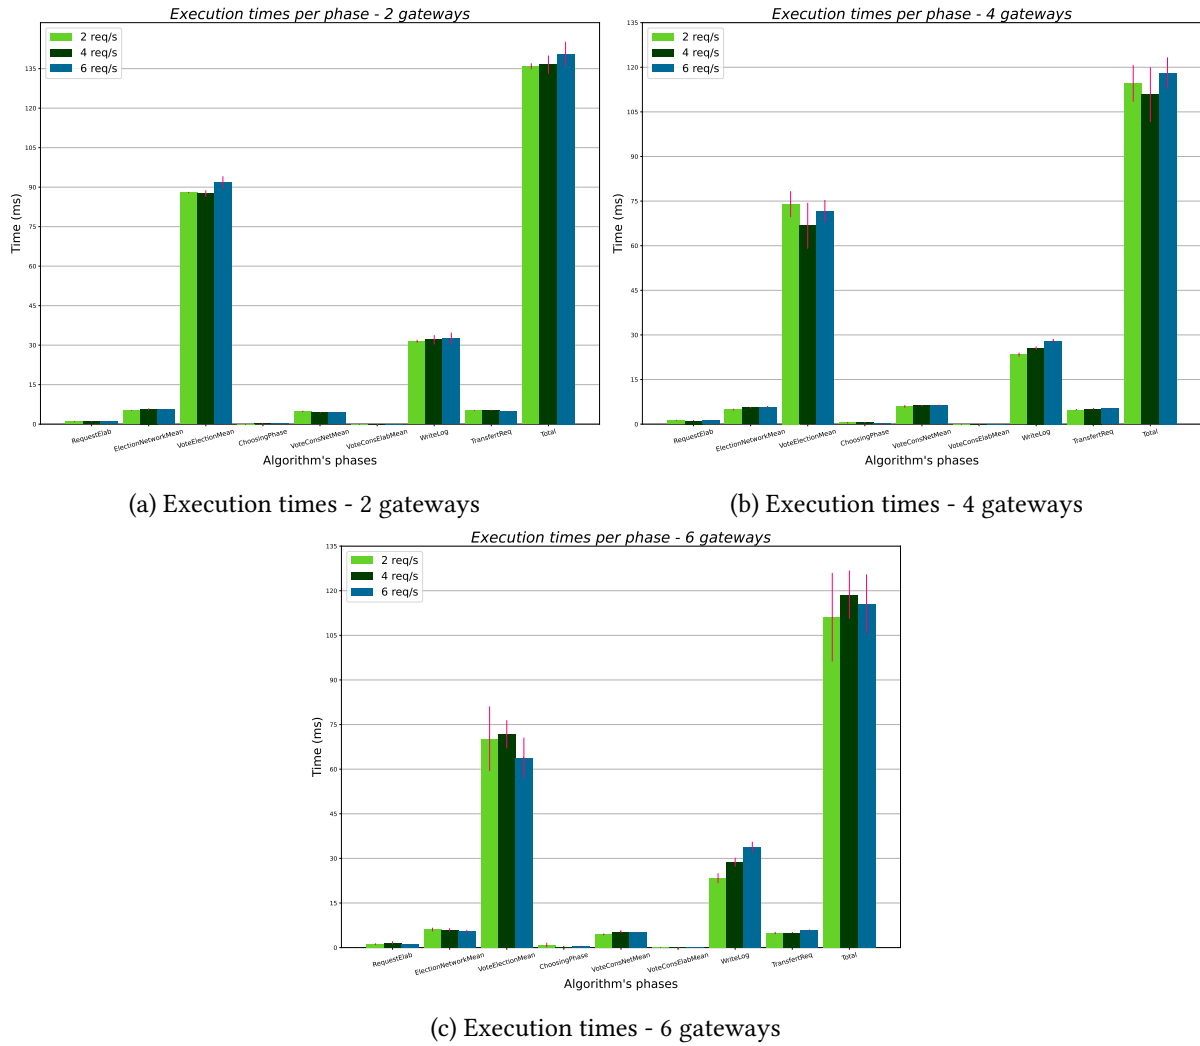 Execution times per phase - 2 gateways
2 req/s
4 req/s
6 req/s
135
120
105
90
75
60
45
30
15
0
Time (ms)
RequestElab
ElectionNetworkMean
VoteElectionMean
ChoosingPhase
VoteConsNetMean
VoteConsElabMean
WriteLog
TransfertReq
Total
Algorithm's phases
(a) Execution times - 2 gateways
Execution times per phase - 4 gateways
2 req/s
4 req/s
6 req/s
135
120
105
90
75
60
45
30
15
0
Time (ms)
RequestElab
ElectionNetworkMean
VoteElectionMean
ChoosingPhase
VoteConsNetMean
VoteConsElabMean
WriteLog
TransfertReq
Total
Algorithm's phases
(b) Execution times - 4 gateways
Execution times per phase - 6 gateways
2 req/s
4 req/s
6 req/s
135
120
105
90
75
60
45
30
15
0
Time (ms)
RequestElab
ElectionNetworkMean
VoteElectionMean
ChoosingPhase
VoteConsNetMean
VoteConsElabMean
WriteLog
TransfertReq
Total
Algorithm's phases
(c) Execution times - 6 gateways